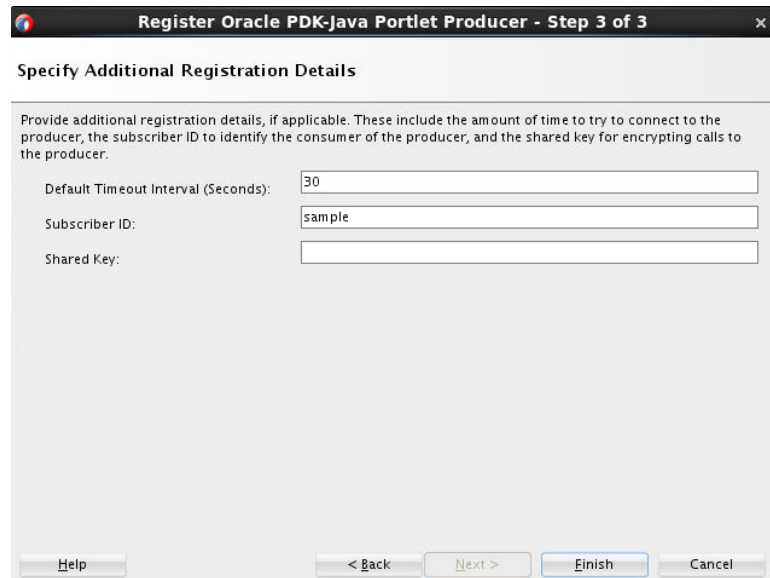 Register Oracle PDK-Java Portlet Producer - Step 3 of 3
Specify Additional Registration Details
Provide additional registration details, if applicable. These include the amount of time to try to connect to the
producer, the subscriber ID to identify the consumer of the producer, and the shared key for encrypting calls to
the producer.
Default Timeout Interval (Seconds): 30
Subscriber ID: sample
Shared Key:
Help < Back Next > Finish Cancel